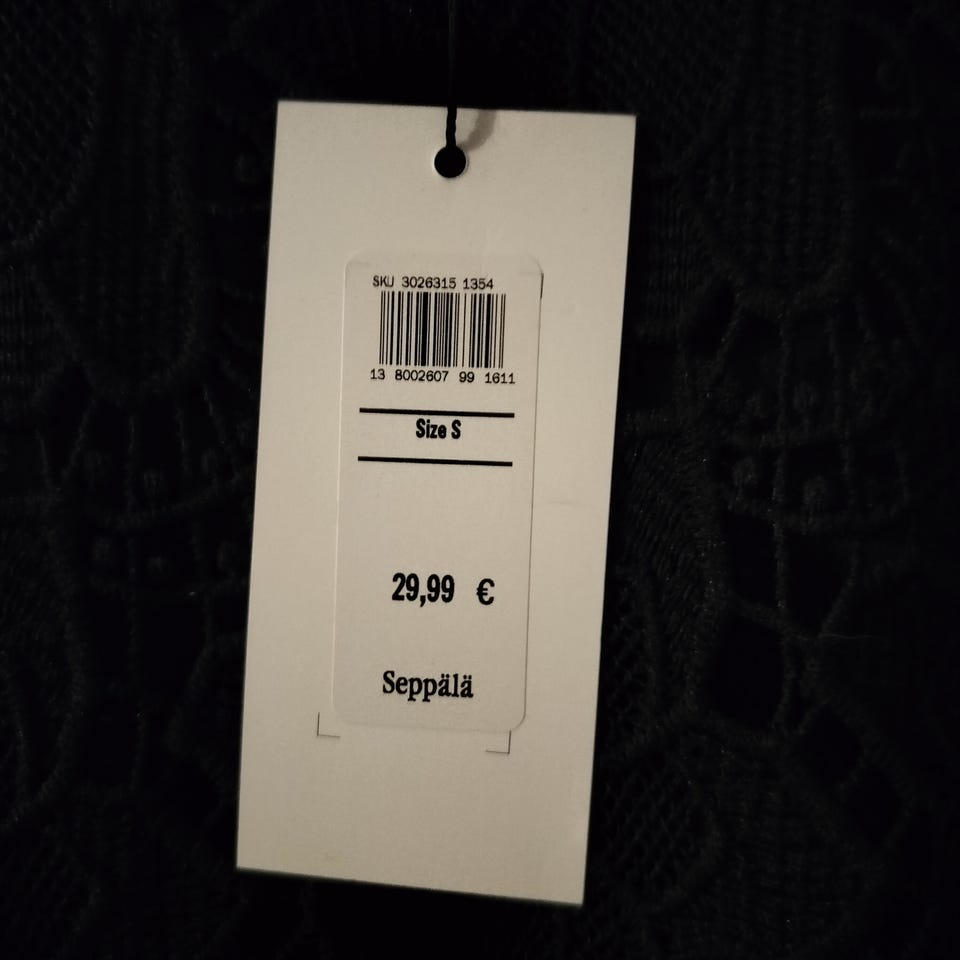 SKU 3026315 1354
13 8002607 99 1611
Size S
29,99 €
Seppälä